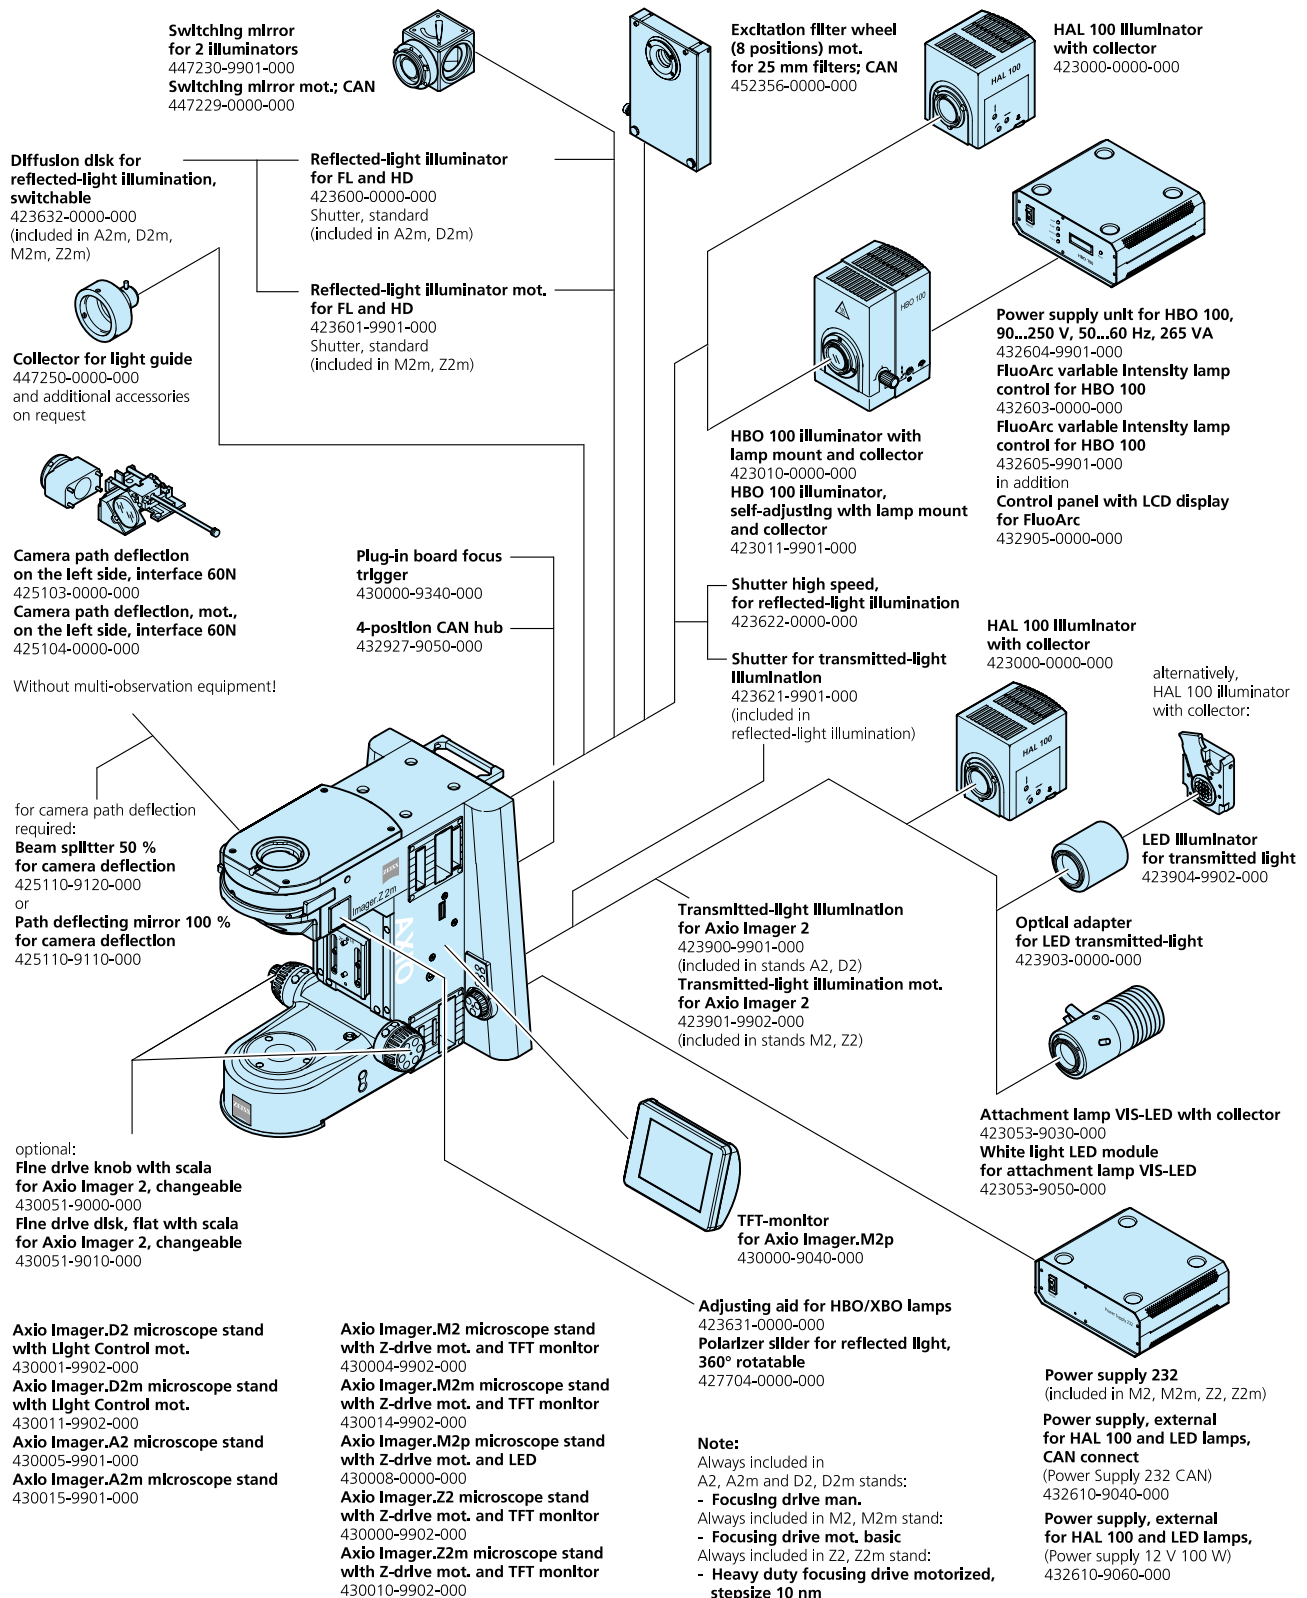 Switching mirror
for 2 illuminators
447230-9901-000
Switching mirror mot.; CAN
447229-0000-000
Excitation filter wheel
(8 positions) mot.
for 25 mm filters; CAN
452356-0000-000
HAL 100
HAL 100 illuminator
with collector
423000-0000-000
Diffusion disk for
reflected-light illumination,
switchable
423632-0000-000
(included in A2m, D2m,
M2m, Z2m)
Reflected-light illuminator
for FL and HD
423600-0000-000
Shutter, standard
(included in A2m, D2m)
Reflected-light illuminator mot.
for FL and HD
423601-9901-000
Shutter, standard
(included in M2m, Z2m)
HBO 100
HBO 100
Collector for light guide
447250-0000-000
and additional accessories
on request
Power supply unit for HBO 100,
90...250 V, 50...60 Hz, 265 VA
432604-9901-000
FluoArc variable intensity lamp
control for HBO 100
432603-0000-000
FluoArc variable intensity lamp
control for HBO 100
432605-9901-000
in addition
Control panel with LCD display
for FluoArc
432905-0000-000
HBO 100 illuminator with
lamp mount and collector
423010-0000-000
HBO 100 illuminator,
self-adjusting with lamp mount
and collector
423011-9901-000
Camera path deflection
on the left side, interface 60N
425103-0000-000
Camera path deflection, mot.,
on the left side, interface 60N
425104-0000-000
Without multi-observation equipment!
Plug-in board focus
trigger
430000-9340-000
4-position CAN hub
432927-9050-000
Shutter high speed,
for reflected-light illumination
423622-0000-000
Shutter for transmitted-light
illumination
423621-9901-000
(included in
reflected-light illumination)
HAL 100 illuminator
with collector
423000-0000-000
HAL 100
alternatively,
HAL 100 illuminator
with collector:
for camera path deflection
required:
Beam splitter 50 %
for camera deflection
425110-9120-000
or
Path deflecting mirror 100 %
for camera deflection
425110-9110-000
ZEISS
Imager.Z 2m
AXIO
ZEISS
LED illuminator
for transmitted light
423904-9902-000
Optical adapter
for LED transmitted-light
423903-0000-000
Transmitted-light illumination
for Axio Imager 2
423900-9901-000
(included in stands A2, D2)
Transmitted-light illumination mot.
for Axio Imager 2
423901-9902-000
(included in stands M2, Z2)
Attachment lamp VIS-LED with collector
423053-9030-000
White light LED module
for attachment lamp VIS-LED
423053-9050-000
optional:
Fine drive knob with scala
for Axio Imager 2, changeable
430051-9000-000
Fine drive disk, flat with scala
for Axio Imager 2, changeable
430051-9010-000
TFT-monitor
for Axio Imager.M2p
430000-9040-000
Adjusting aid for HBO/XBO lamps
423631-0000-000
Polarizer slider for reflected light,
360° rotatable
427704-0000-000
Power Supply 232
Power supply 232
(included in M2, M2m, Z2, Z2m)
Power supply, external
for HAL 100 and LED lamps,
CAN connect
(Power Supply 232 CAN)
432610-9040-000
Power supply, external
for HAL 100 and LED lamps,
(Power supply 12 V 100 W)
432610-9060-000
Axio Imager.D2 microscope stand
with Light Control mot.
430001-9902-000
Axio Imager.D2m microscope stand
with Light Control mot.
430011-9902-000
Axio Imager.A2 microscope stand
430005-9901-000
Axio Imager.A2m microscope stand
430015-9901-000
Axio Imager.M2 microscope stand
with Z-drive mot. and TFT monitor
430004-9902-000
Axio Imager.M2m microscope stand
with Z-drive mot. and TFT monitor
430014-9902-000
Axio Imager.M2p microscope stand
with Z-drive mot. and LED
430008-0000-000
Axio Imager.Z2 microscope stand
with Z-drive mot. and TFT monitor
430000-9902-000
Axio Imager.Z2m microscope stand
with Z-drive mot. and TFT monitor
430010-9902-000
Note:
Always included in
A2, A2m and D2, D2m stands:
- Focusing drive man.
Always included in M2, M2m stand:
- Focusing drive mot. basic
Always included in Z2, Z2m stand:
- Heavy duty focusing drive motorized,
stepsize 10 nm